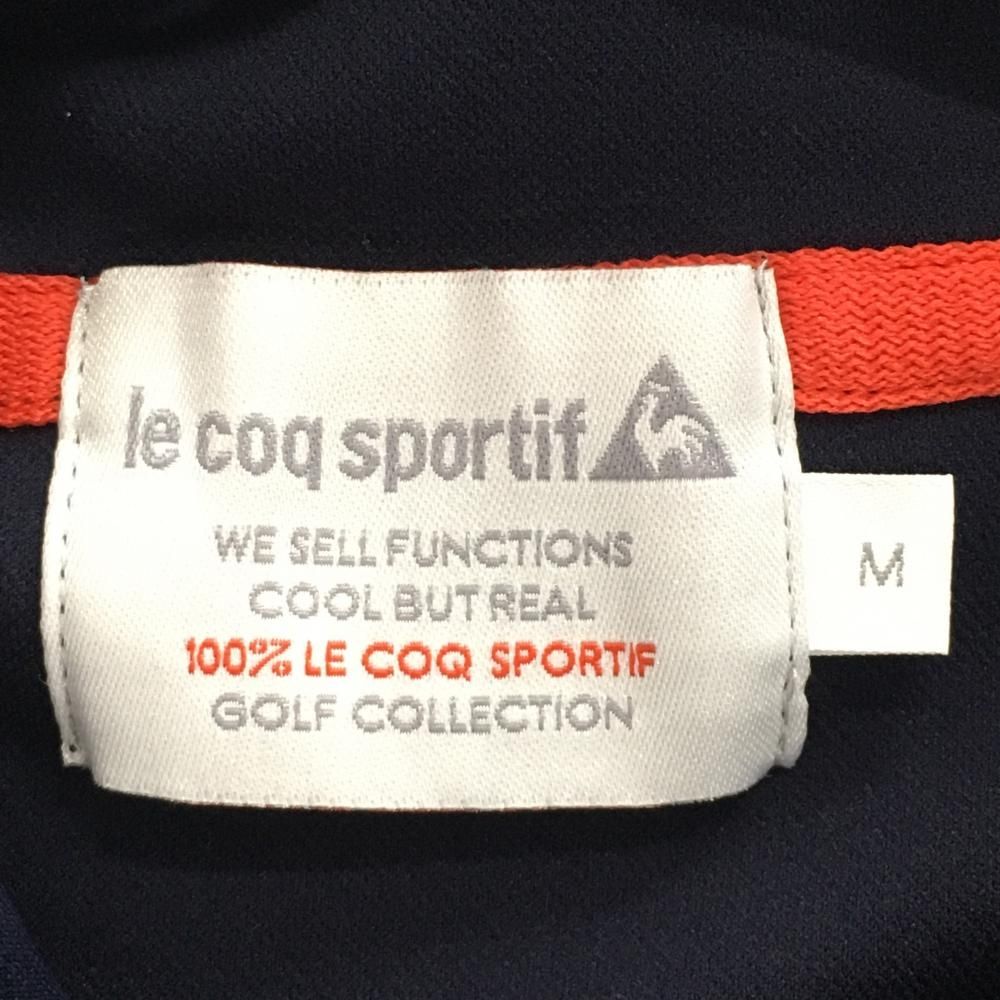 le coq sportif
WE SELL FUNCTIONS
COOL BUT REAL
100% LE COQ SPORTIF
GOLF COLLECTION
M